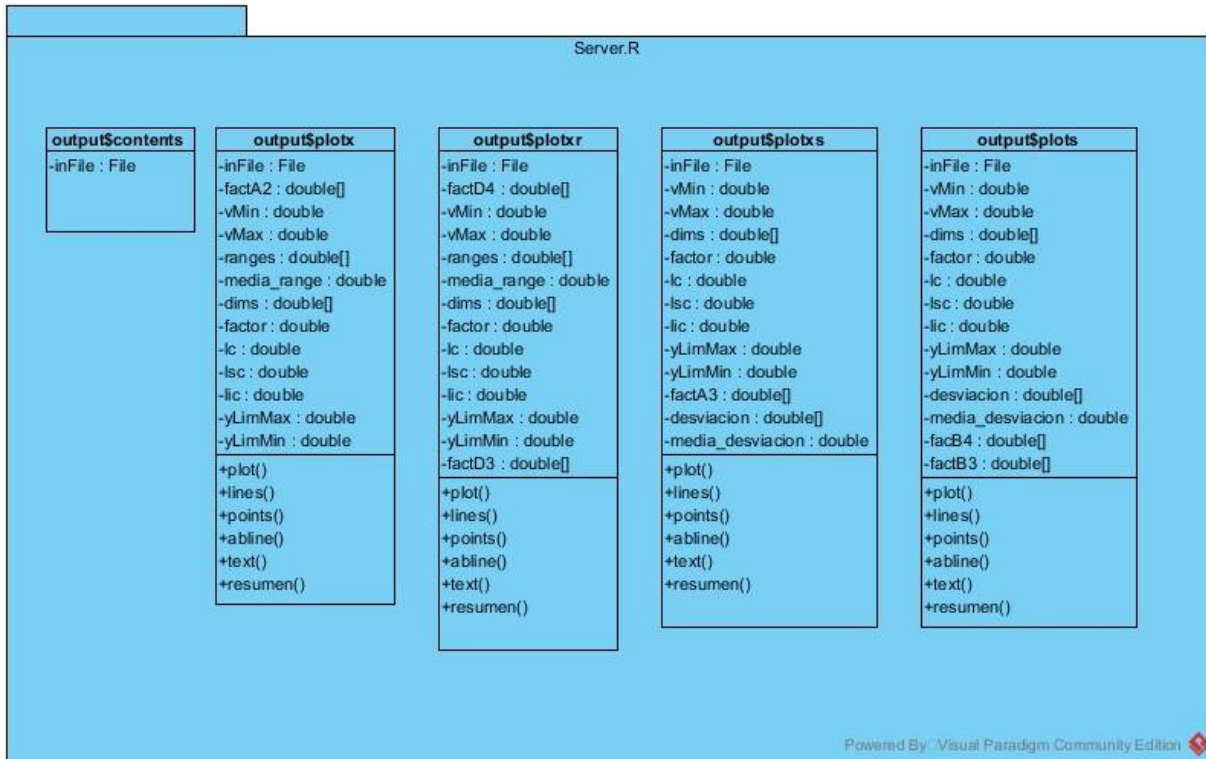 Server.R
output$contents
-inFile : File
output$plotx
-inFile : File
-factA2 : double[]
-vMin : double
-vMax : double
-ranges : double[]
-media_range : double
-dims : double[]
-factor : double
-lc : double
-lsc : double
-lic : double
-yLimMax : double
-yLimMin : double
+plot()
+lines()
+points()
+abline()
+text()
+resumen()
output$plotxr
-inFile : File
-factD4 : double[]
-vMin : double
-vMax : double
-ranges : double[]
-media_range : double
-dims : double[]
-factor : double
-lc : double
-lsc : double
-lic : double
-yLimMax : double
-yLimMin : double
-factD3 : double[]
+plot()
+lines()
+points()
+abline()
+text()
+resumen()
output$plotxs
-inFile : File
-vMin : double
-vMax : double
-dims : double[]
-factor : double
-lc : double
-lsc : double
-lic : double
-yLimMax : double
-yLimMin : double
-factA3 : double[]
-desviacion : double[]
-media_desviacion : double
+plot()
+lines()
+points()
+abline()
+text()
+resumen()
output$plots
-inFile : File
-vMin : double
-vMax : double
-dims : double[]
-factor : double
-lc : double
-lsc : double
-lic : double
-yLimMax : double
-yLimMin : double
-desviacion : double[]
-media_desviacion : double
-facB4 : double[]
-factB3 : double[]
+plot()
+lines()
+points()
+abline()
+text()
+resumen()
Powered By Visual Paradigm Community Edition